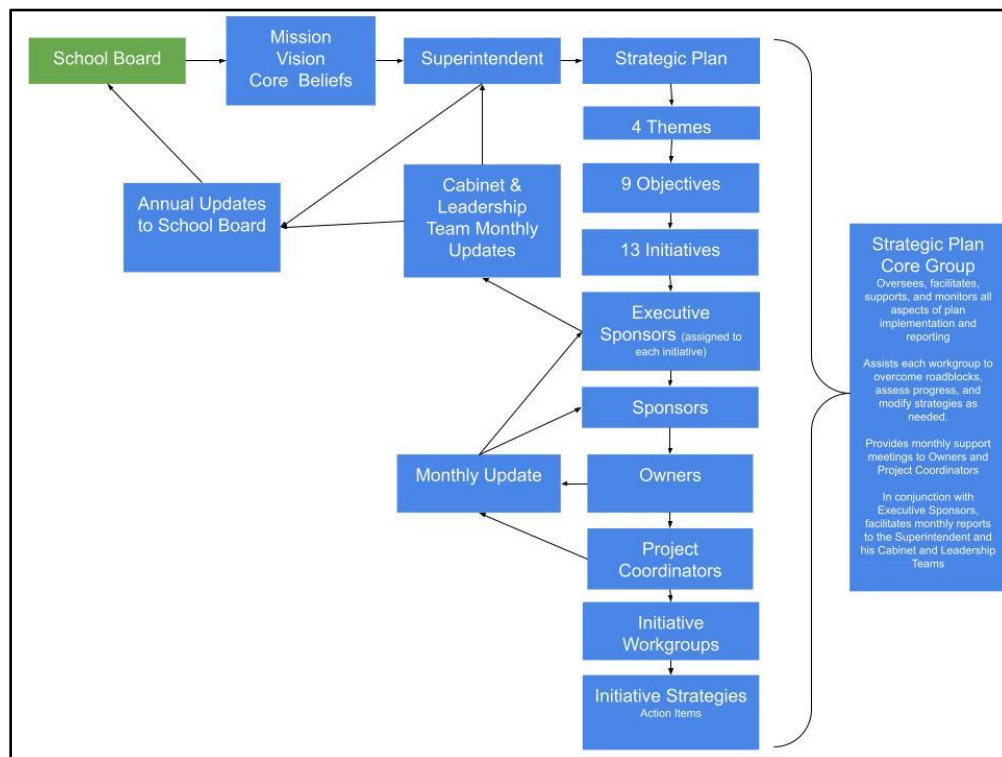 School Board
Mission
Vision
Core Beliefs
Superintendent
Strategic Plan
4 Themes
9 Objectives
13 Initiatives
Executive
Sponsors (assigned to
each initiative)
Sponsors
Owners
Project
Coordinators
Initiative
Workgroups
Initiative Strategies
Action Items
Monthly Update
Cabinet &
Leadership
Team Monthly
Updates
Annual Updates
to School Board
Strategic Plan
Core Group
Oversees, facilitates,
supports, and monitors all
aspects of plan
implementation and
reporting
Assists each workgroup to
overcome roadblocks,
assess progress, and
modify strategies as
needed.
Provides monthly support
meetings to Owners and
Project Coordinators
In conjunction with
Executive Sponsors,
facilitates monthly reports
to the Superintendent and
his Cabinet and Leadership
Teams